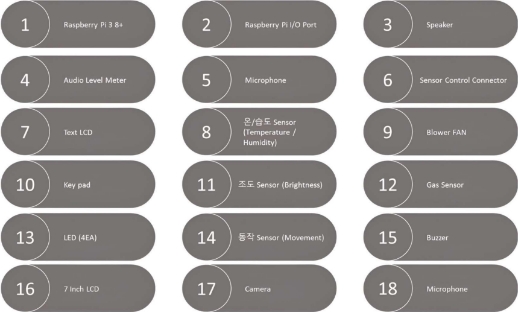 1 Raspberry Pi 3 8+
2 Raspberry Pi I/O Port
3 Speaker
4 Audio Level Meter
5 Microphone
6 Sensor Control Connector
7 Text LCD
8 온/습도 Sensor
(Temperature /
Humidity)
9 Blower FAN
10 Key pad
11 조도 Sensor (Brightness)
12 Gas Sensor
13 LED (4EA)
14 동작 Sensor (Movement)
15 Buzzer
16 7 Inch LCD
17 Camera
18 Microphone